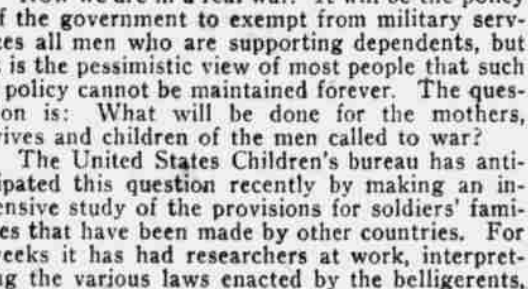 of the government to exempt from military serv-
ces all men who are supporting dependents, but
is the pessimistic view of most people that such
policy cannot be maintained forever. The ques-
on is: What will be done for the mothers,
ives and children of the men called to war?
The United States Children's bureau has anti-
ipated this question recently by making an in-
ensive study of the provisions for soldiers' fami-
es that have been made by other countries. For
eeks it has had researchers at work, interpret-
ng the various laws enacted by the belligerents,